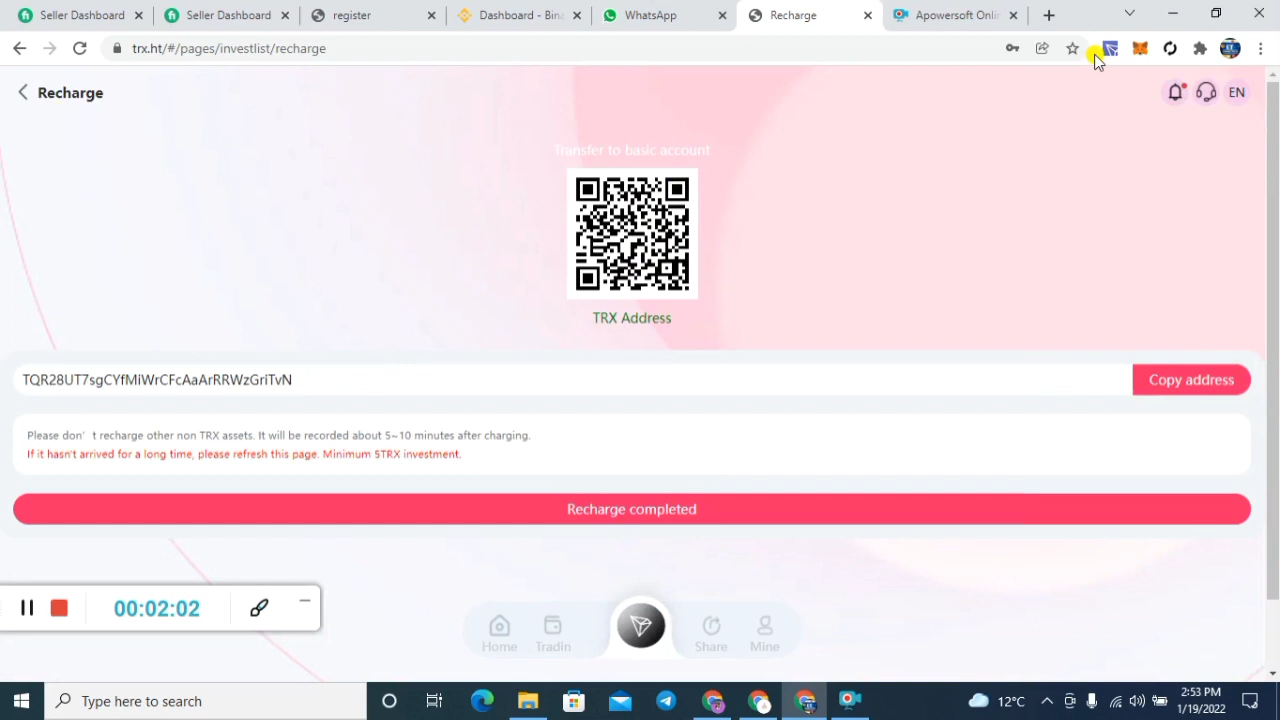 Seller Dashboard
Seller Dashboard
register
Dashboard - Bin
WhatsApp
Recharge
Apowersoft Onli
trx.ht/#/pages/investlist/recharge
Recharge
EN
Transfer to basic account
TRX Address
TQR28UT7sgCYfMiWrCFcAaArRRWzGriTvN
Copy address
Please don' t recharge other non TRX assets. It will be recorded about 5~10 minutes after charging.
If it hasn't arrived for a long time, please refresh this page. Minimum 5TRX investment.
Recharge completed
00:02:02
Home
Tradin
Share
Mine
Type here to search
12°C
2:53 PM
1/19/2022